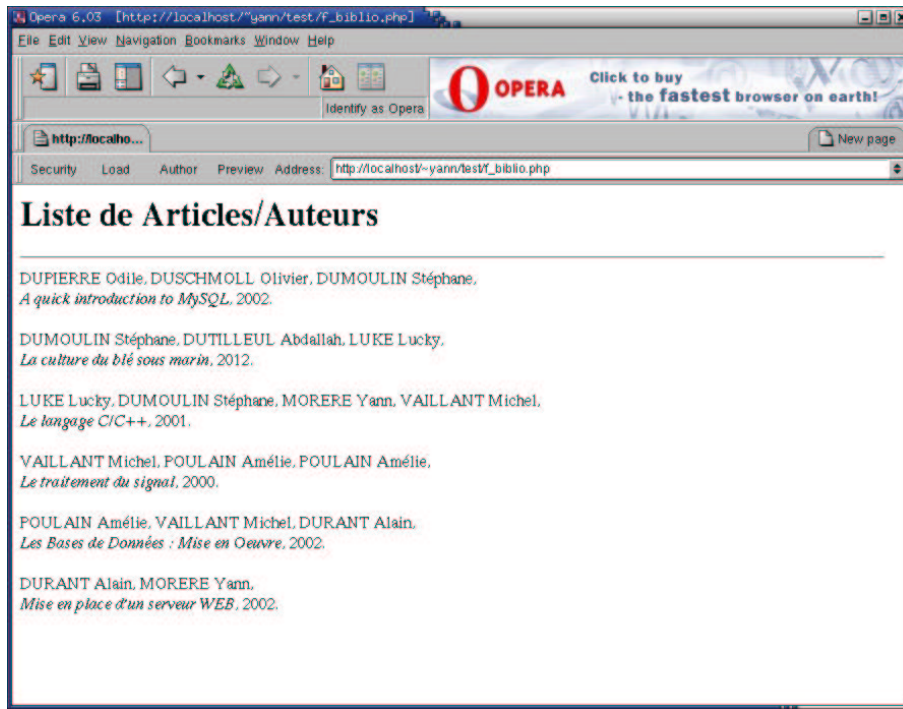 Opera 6.03 [http://localhost/~yann/test/f_biblio.php]
File Edit View Navigation Bookmarks Window Help
Identify as Opera
OPERA
Click to buy
- the fastest browser on earth!
http://localho...
New page
Security Load Author Preview Address: http://localhost/~yann/test/f_biblio.php
Liste de Articles/Auteurs
DUPIERRE Odile, DUSCHMOLL Olivier, DUMOULIN Stéphane,
A quick introduction to MySQL, 2002.
DUMOULIN Stéphane, DUTILLEUL Abdallah, LUKE Lucky,
La culture du blé sous marin, 2012.
LUKE Lucky, DUMOULIN Stéphane, MORERE Yann, VAILLANT Michel,
Le langage C/C++, 2001.
VAILLANT Michel, POULAIN Amélie, POULAIN Amélie,
Le traitement du signal, 2000.
POULAIN Amélie, VAILLANT Michel, DURANT Alain,
Les Bases de Données : Mise en Oeuvre, 2002.
DURANT Alain, MORERE Yann,
Mise en place d'un serveur WEB, 2002.